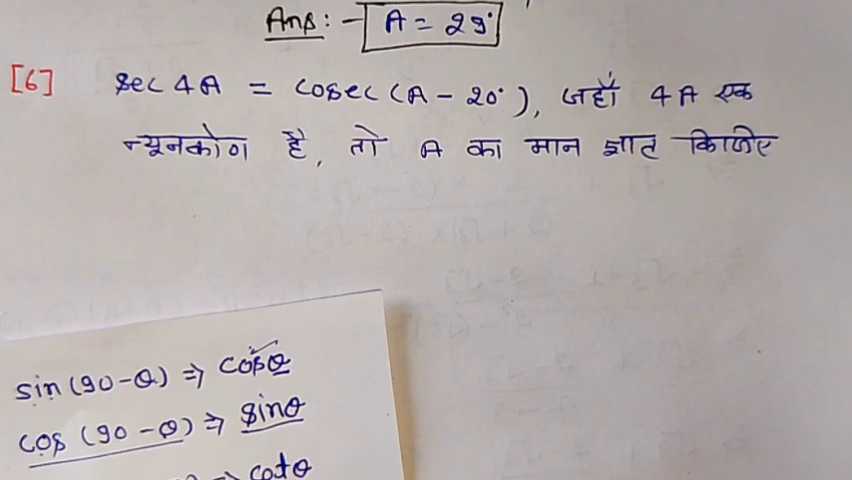 Ans :- A = 29°
[6] sec 4A = cosec (A - 20°), जहाँ 4A एक
न्यूनकोण है, तो A का मान ज्ञात किजिए
sin (90 - θ) ⇒ cosθ
cos (90 - θ) ⇒ sinθ
cotθ